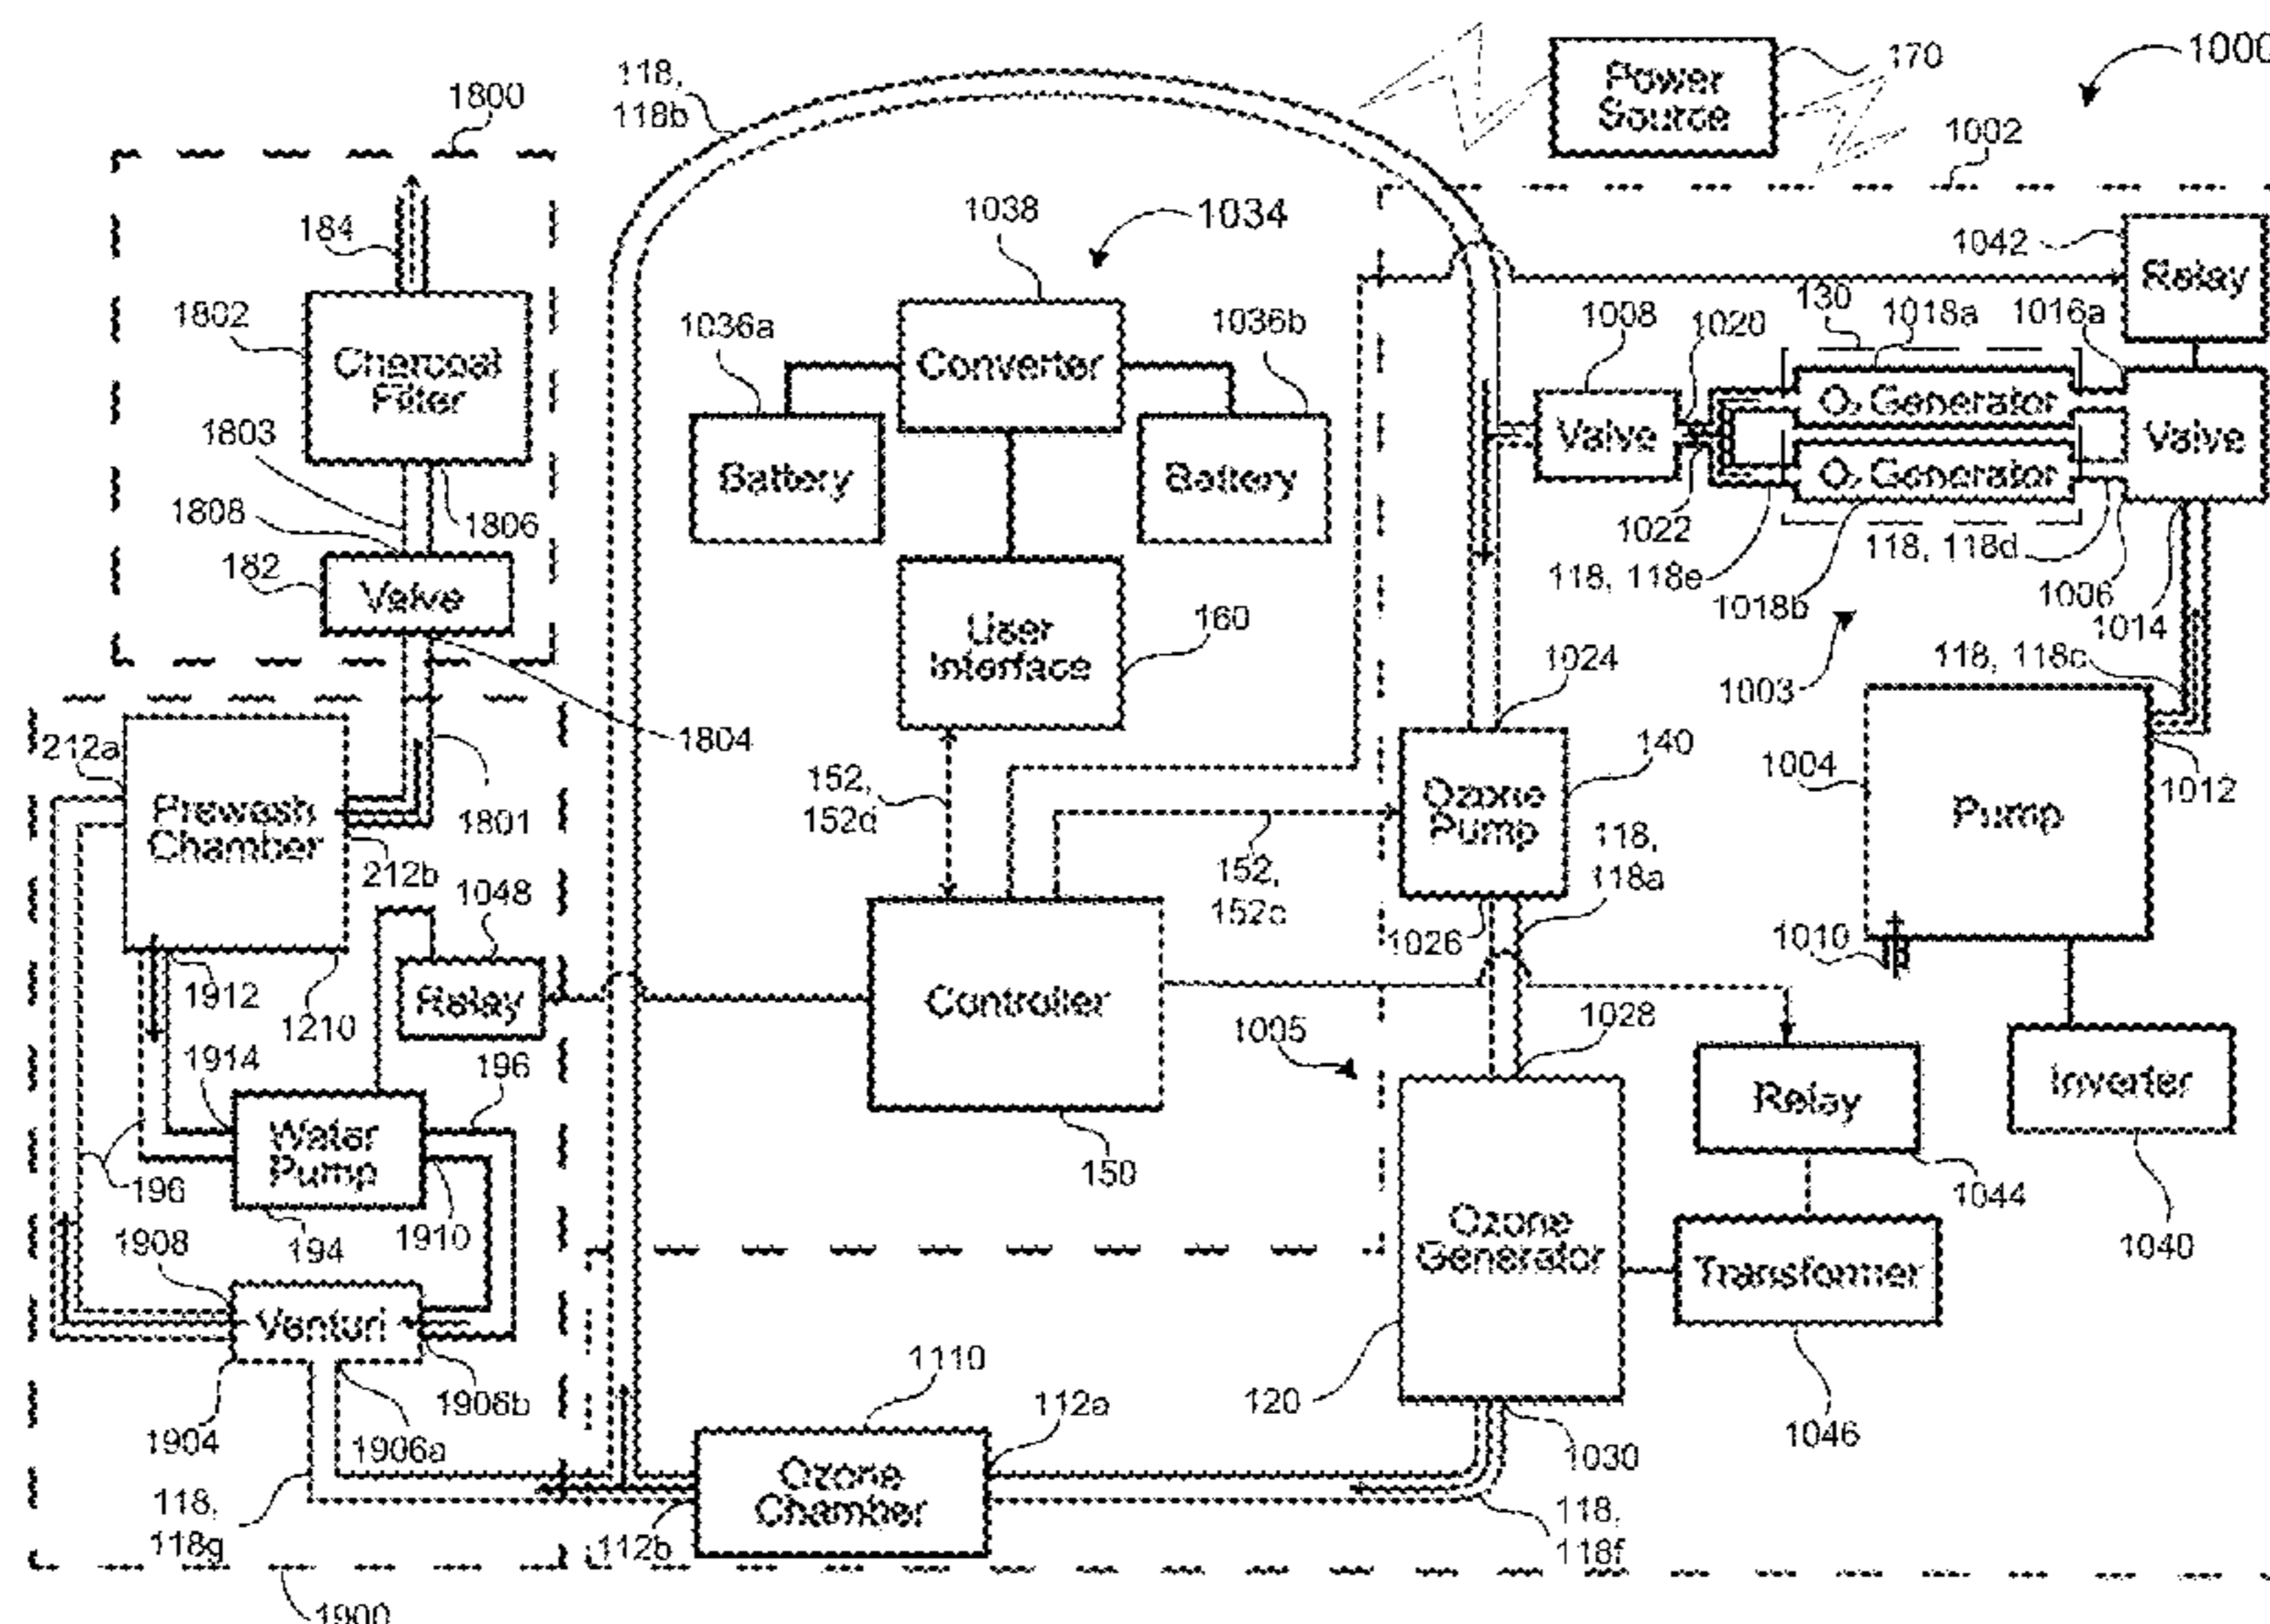 118,
118b
Power
Source
170
1000
1002
1800
184
1802
Charcoal
Filter
1803
1808
1806
182
Valve
1804
1801
1038
1034
1036a
Converter
1036b
Battery
Battery
User
Interface
160
1042
Relay
130
1008
1020
1018a
1016a
Valve
O₂ Generator
O₂ Generator
Valve
1022
118, 118d
118, 118e
1018b
1006
1014
1003
118, 118c
1024
140
1004
Pump
1012
1010
Ozone
Pump
118,
118a
1026
152,
152d
152,
152c
212a
Prewash
Chamber
212b
1048
1912
1210
Relay
Controller
1005
1028
1914
196
Water
Pump
196
194
1910
150
Relay
1044
Inverter
1040
1908
Venturi
1904
1906a
1906b
Ozone
Generator
Transformer
1046
120
1030
1110
112a
Ozone
Chamber
112b
118,
118g
118,
118f
1900